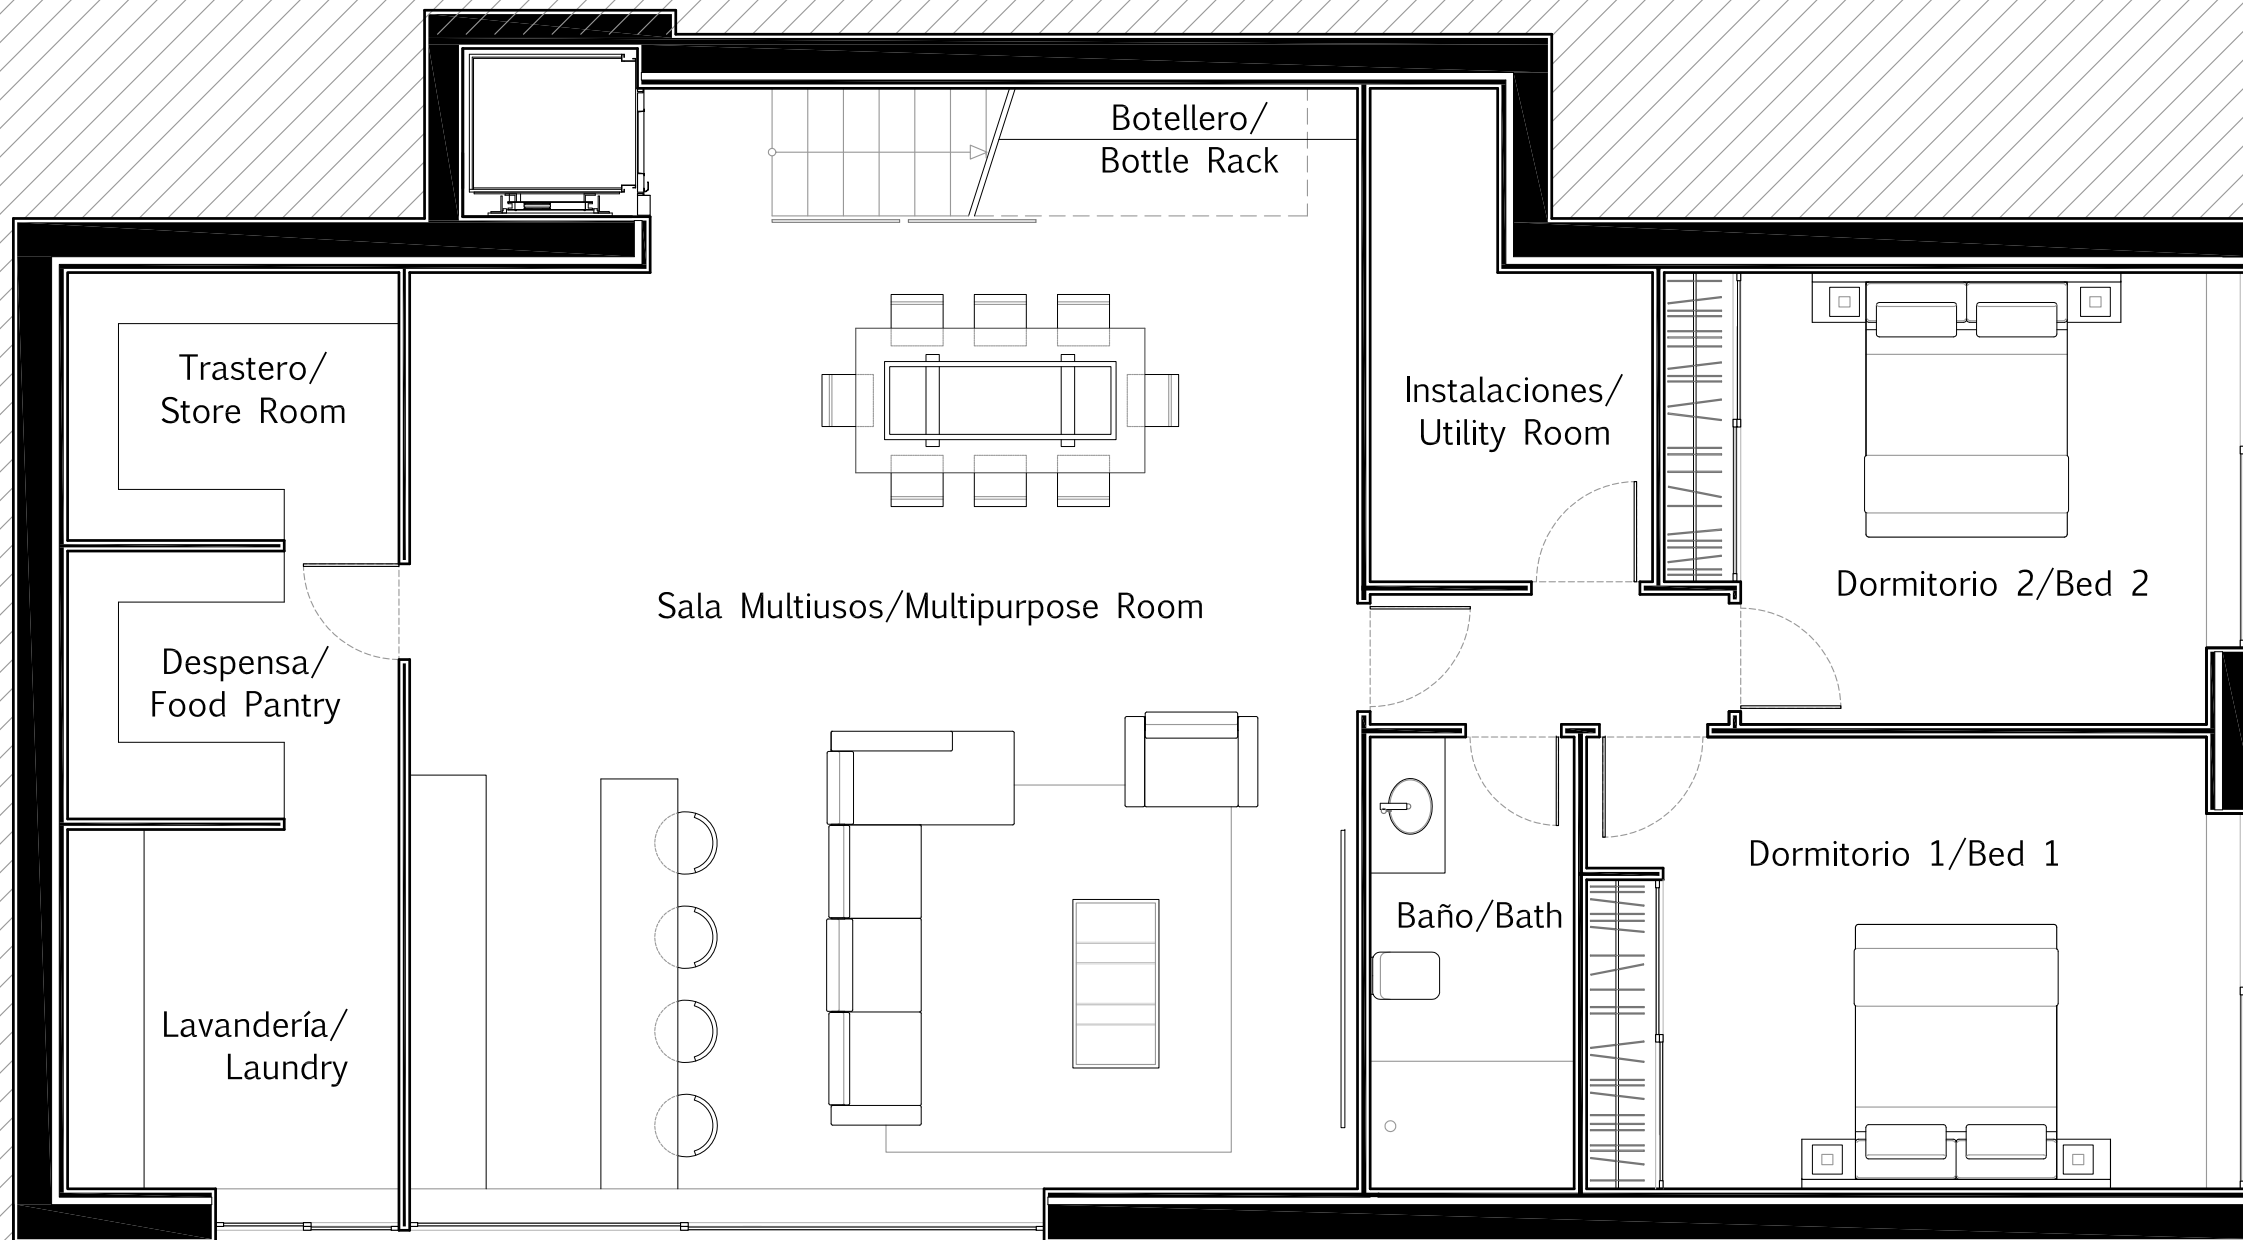 Botellero/
Bottle Rack
Trastero/
Store Room
Instalaciones/
Utility Room
Dormitorio 2/Bed 2
Sala Multiusos/Multipurpose Room
Despensa/
Food Pantry
Dormitorio 1/Bed 1
Baño/Bath
Lavandería/
Laundry